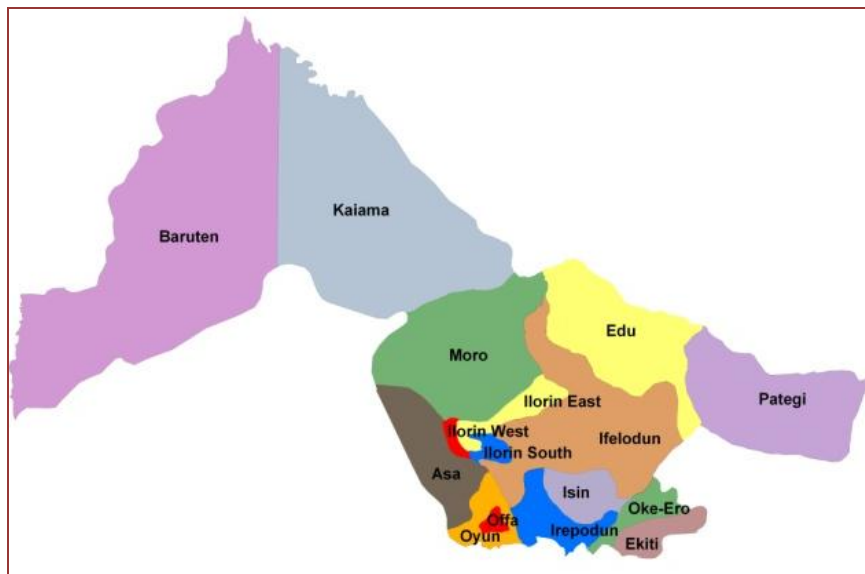 Kaiama
Baruten
Edu
Moro
Pategi
Ilorin East
Ilorin West
Ifelodun
Ilorin South
Asa
Isin
Oke-Ero
Offa
Irepodun
Oyun
Ekiti